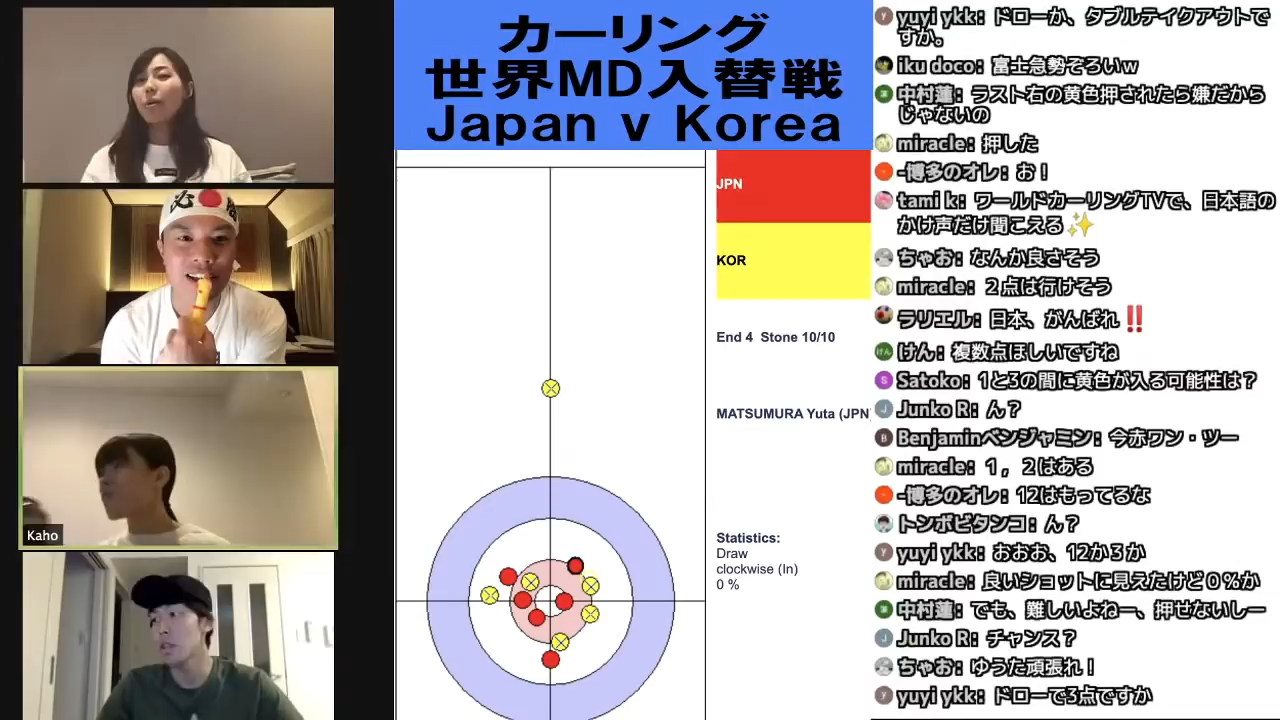 必
Kaho
カーリング
世界MD入替戦
Japan v Korea
JPN
KOR
End 4 Stone 10/10
MATSUMURA Yuta (JPN
Statistics:
Draw
clockwise (In)
0 %
yuyi ykk: ドローか、タブルテイクアウトで
すか。
iku doco: 富士急勢ぞろいw
中村蓮: ラスト右の黄色押されたら嫌だから
じゃないの
miracle: 押した
-博多のオレ: お！
tami k: ワールドカーリングTVで、日本語の
かけ声だけ聞こえる✨
ちゃお: なんか良さそう
miracle: ２点は行けそう
ラリエル: 日本、がんばれ‼
けん: 複数点ほしいですね
Satoko: 1と3の間に黄色が入る可能性は？
Junko R: ん？
Benjaminベンジャミン: 今赤ワン・ツー
miracle: １，２はある
-博多のオレ: 12はもってるな
トンボビタンコ: ん？
yuyi ykk: おおお、12か３か
miracle: 良いショットに見えたけど０％か
中村蓮: でも、難しいよねー、押せないしー
Junko R: チャンス？
ちゃお: ゆうた頑張れ！
yuyi ykk: ドローで3点ですか